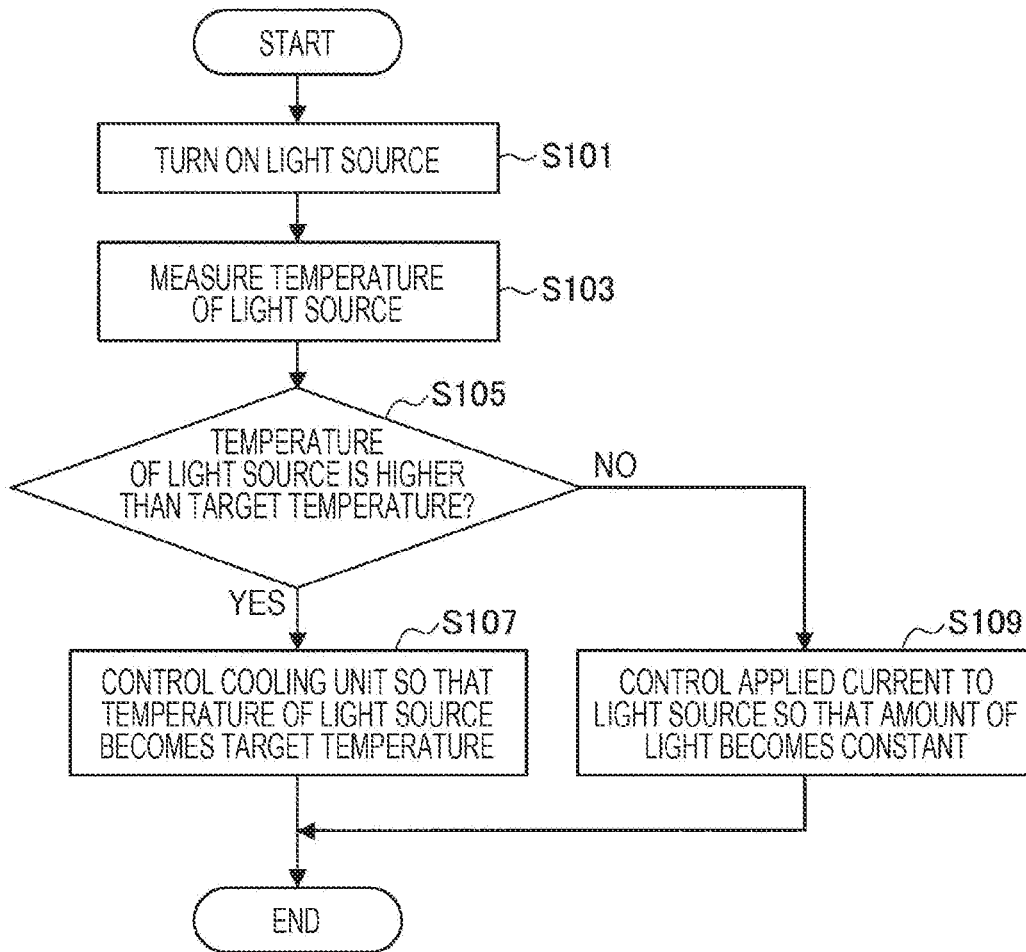 START
TURN ON LIGHT SOURCE
S101
MEASURE TEMPERATURE
OF LIGHT SOURCE
S103
S105
TEMPERATURE
OF LIGHT SOURCE IS HIGHER
THAN TARGET TEMPERATURE?
NO
YES
S107
CONTROL COOLING UNIT SO THAT
TEMPERATURE OF LIGHT SOURCE
BECOMES TARGET TEMPERATURE
S109
CONTROL APPLIED CURRENT TO
LIGHT SOURCE SO THAT AMOUNT OF
LIGHT BECOMES CONSTANT
END